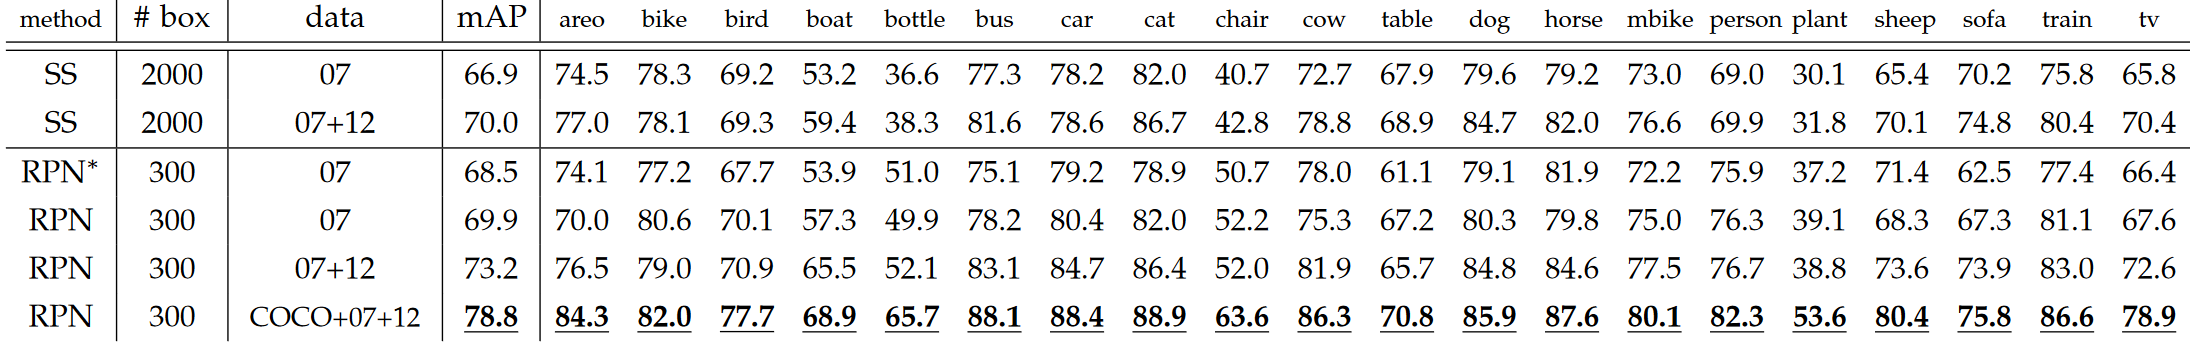 method # box data mAP areo bike bird boat bottle bus car cat chair cow table dog horse mbike person plant sheep sofa train tv
SS 2000 07 66.9 74.5 78.3 69.2 53.2 36.6 77.3 78.2 82.0 40.7 72.7 67.9 79.6 79.2 73.0 69.0 30.1 65.4 70.2 75.8 65.8
SS 2000 07+12 70.0 77.0 78.1 69.3 59.4 38.3 81.6 78.6 86.7 42.8 78.8 68.9 84.7 82.0 76.6 69.9 31.8 70.1 74.8 80.4 70.4
RPN* 300 07 68.5 74.1 77.2 67.7 53.9 51.0 75.1 79.2 78.9 50.7 78.0 61.1 79.1 81.9 72.2 75.9 37.2 71.4 62.5 77.4 66.4
RPN 300 07 69.9 70.0 80.6 70.1 57.3 49.9 78.2 80.4 82.0 52.2 75.3 67.2 80.3 79.8 75.0 76.3 39.1 68.3 67.3 81.1 67.6
RPN 300 07+12 73.2 76.5 79.0 70.9 65.5 52.1 83.1 84.7 86.4 52.0 81.9 65.7 84.8 84.6 77.5 76.7 38.8 73.6 73.9 83.0 72.6
RPN 300 COCO+07+12 78.8 84.3 82.0 77.7 68.9 65.7 88.1 88.4 88.9 63.6 86.3 70.8 85.9 87.6 80.1 82.3 53.6 80.4 75.8 86.6 78.9